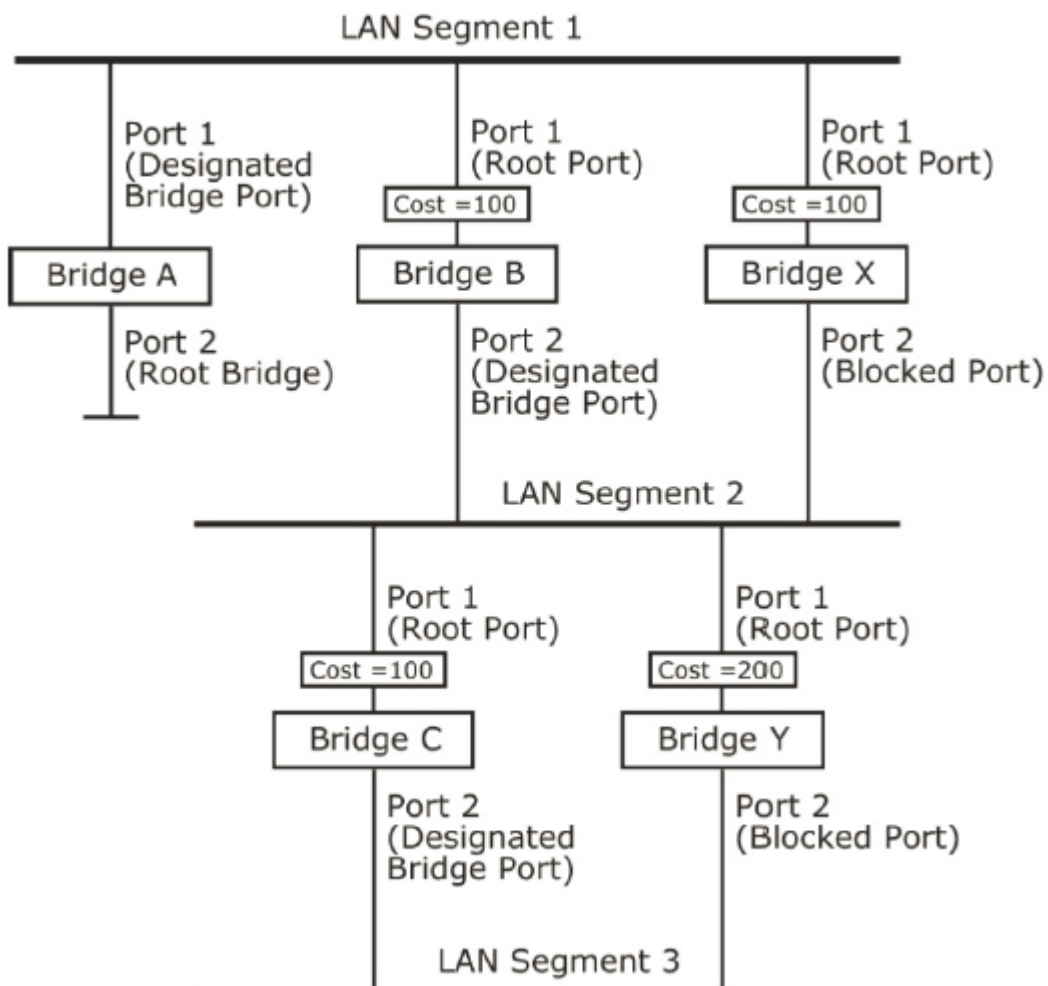 LAN Segment 1
Port 1
(Designated
Bridge Port)
Port 1
(Root Port)
Cost =100
Port 1
(Root Port)
Cost =100
Bridge A
Bridge B
Bridge X
Port 2
(Root Bridge)
Port 2
(Designated
Bridge Port)
Port 2
(Blocked Port)
LAN Segment 2
Port 1
(Root Port)
Cost =100
Port 1
(Root Port)
Cost =200
Bridge C
Bridge Y
Port 2
(Designated
Bridge Port)
Port 2
(Blocked Port)
LAN Segment 3